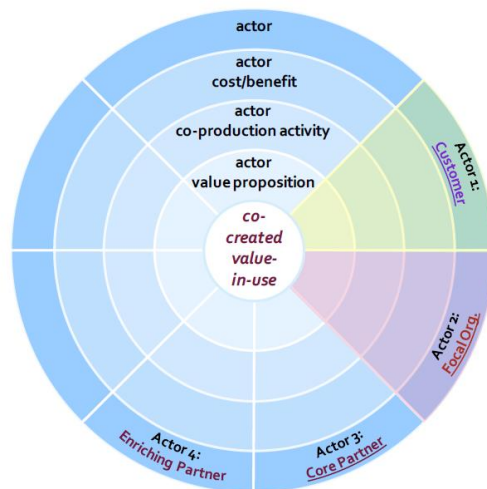 actor
actor
cost/benefit
actor
co-production activity
actor
value proposition
co-
created
value-
in-use
Actor 1:
Customer
Actor 2:
Focal Org.
Actor 3:
Core Partner
Actor 4:
Enriching Partner